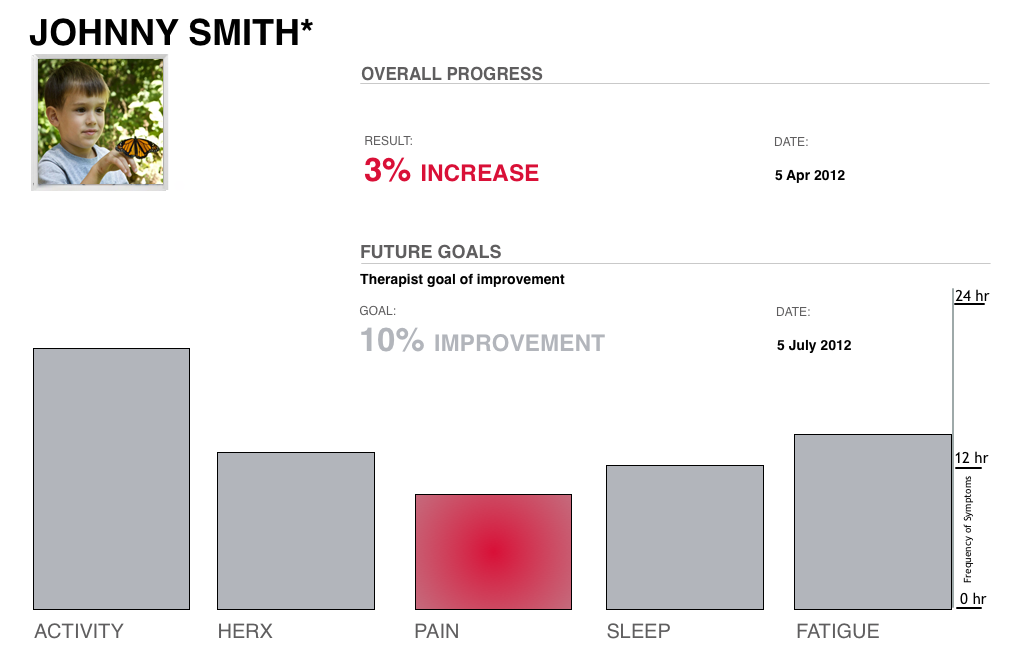 JOHNNY SMITH*
OVERALL PROGRESS
RESULT:
3% INCREASE
DATE:
5 Apr 2012
FUTURE GOALS
Therapist goal of improvement
GOAL:
10% IMPROVEMENT
DATE:
5 July 2012
24 hr
12 hr
Frequency of Symptoms
0 hr
ACTIVITY
HERX
PAIN
SLEEP
FATIGUE